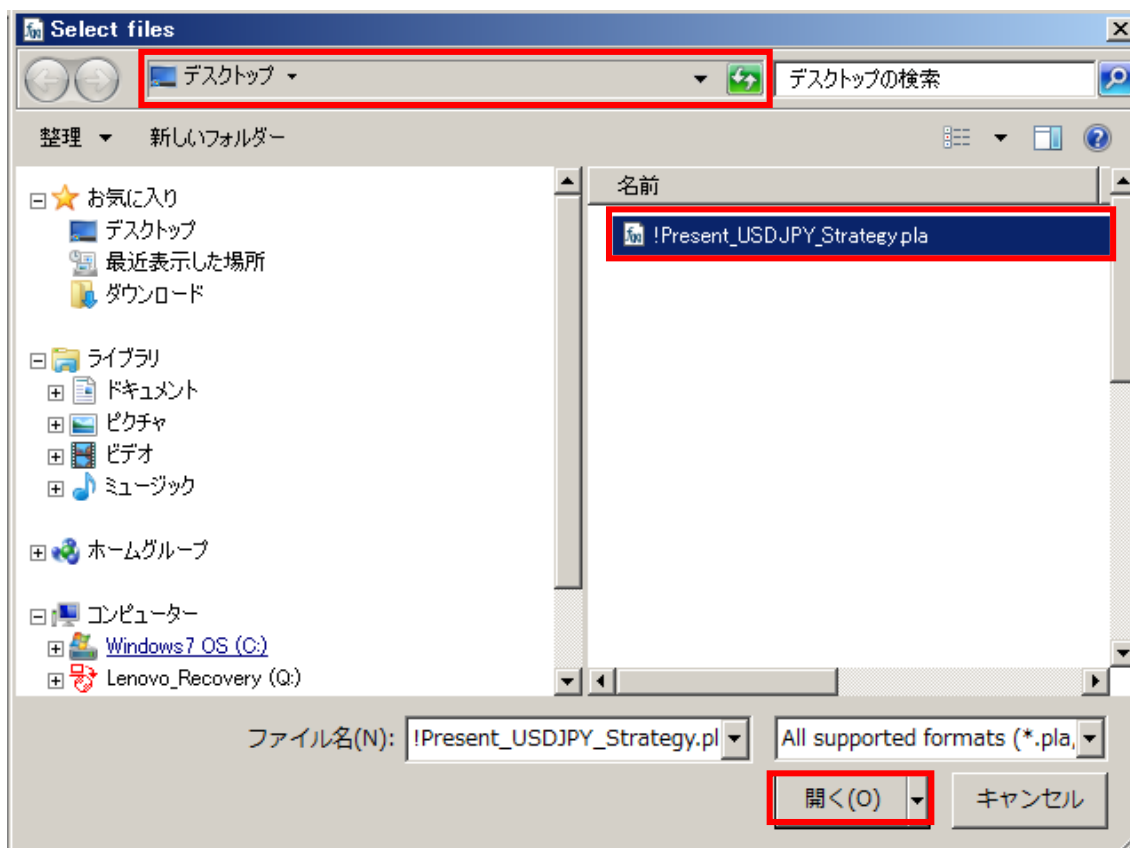 Select files
デスクトップ
デスクトップの検索
整理
新しいフォルダー
お気に入り
デスクトップ
最近表示した場所
ダウンロード
ライブラリ
ドキュメント
ピクチャ
ビデオ
ミュージック
ホームグループ
コンピューター
Windows7 OS (C:)
Lenovo_Recovery (Q:)
名前
!Present_USDJPY_Strategy.pla
ファイル名(N):
!Present_USDJPY_Strategy.pl
All supported formats (*.pla,
開く(O)
キャンセル